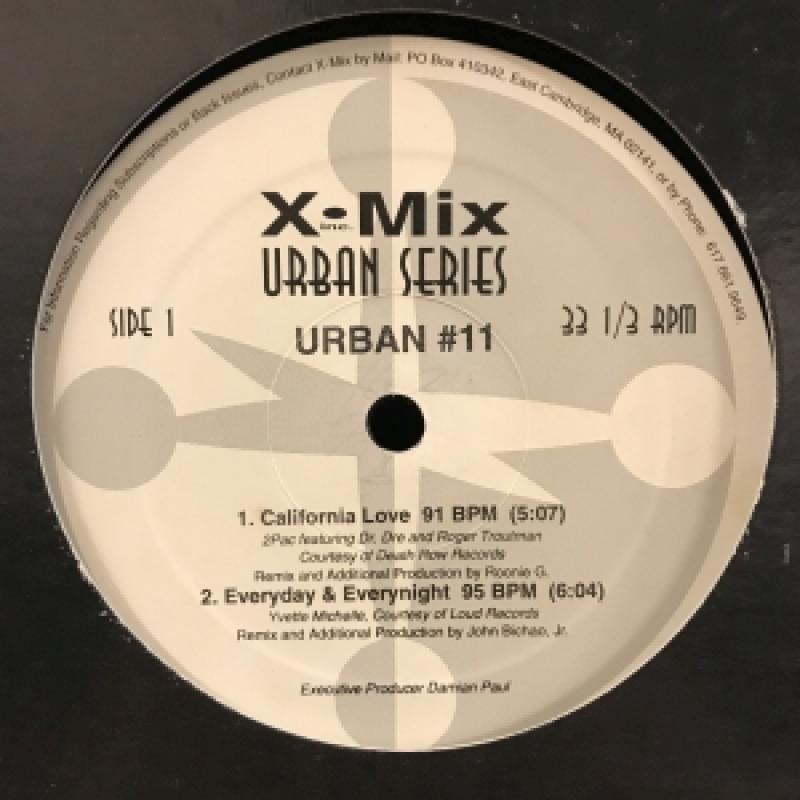 For Information Regarding Subscriptions or Back Issues, Contact X-Mix by Mail: PO Box 410342, East Cambridge, MA 02141, or by Phone: 617.661.9649.
X•Mix
inc.
URBAN SERIES
SIDE 1
URBAN #11
33 1/3 RPM
1. California Love 91 BPM (5:07)
2Pac featuring Dr. Dre and Roger Troutman
Courtesy of Death Row Records
Remix and Additional Production by Roonie G.
2. Everyday & Everynight 95 BPM (6:04)
Yvette Michelle, Courtesy of Loud Records
Remix and Additional Production by John Bichao, Jr.
Executive Producer Damian Paul